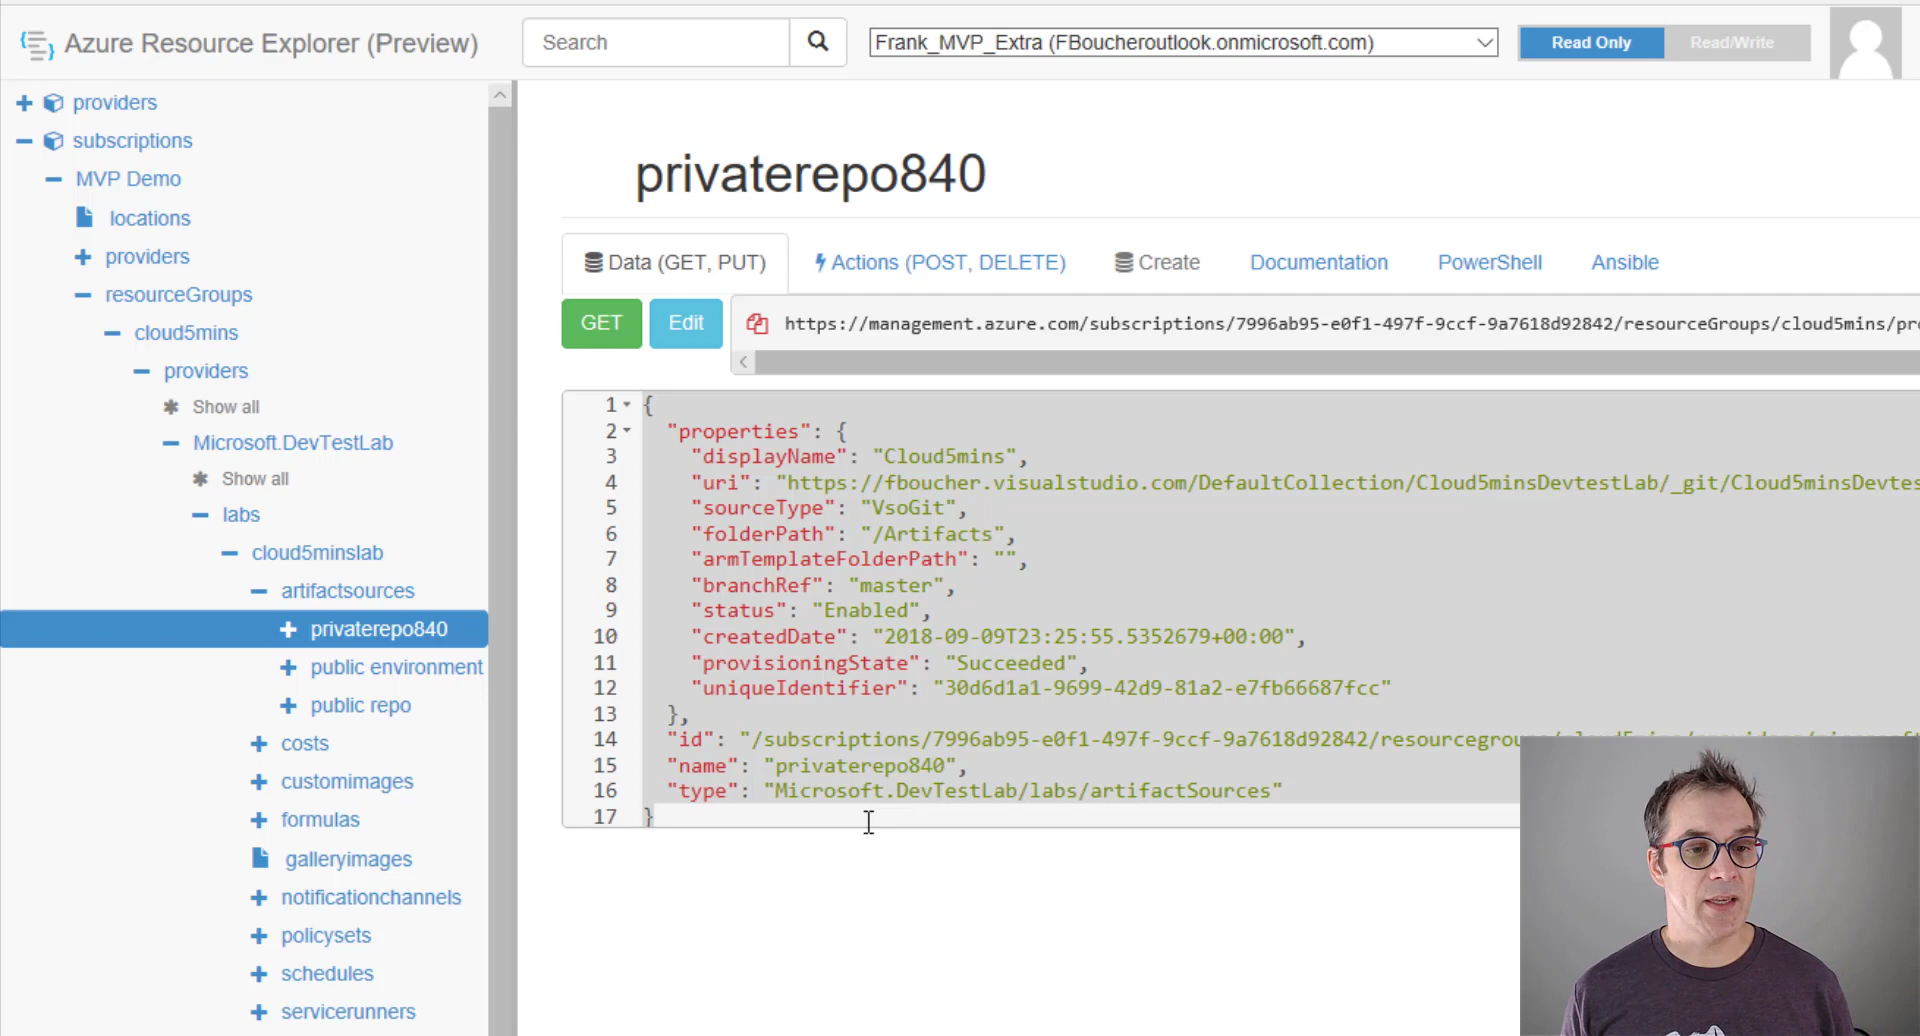 Azure Resource Explorer (Preview)
Search
Frank_MVP_Extra (FBoucheroutlook.onmicrosoft.com)
Read Only
Read/Write
providers
subscriptions
MVP Demo
locations
providers
resourceGroups
cloud5mins
providers
Show all
Microsoft.DevTestLab
Show all
labs
cloud5minslab
artifactsources
privaterepo840
public environment
public repo
costs
customimages
formulas
galleryimages
notificationchannels
policysets
schedules
servicerunners
privaterepo840
Data (GET, PUT)
Actions (POST, DELETE)
Create
Documentation
PowerShell
Ansible
GET
Edit
https://management.azure.com/subscriptions/7996ab95-e0f1-497f-9ccf-9a7618d92842/resourceGroups/cloud5mins/pro
1 {
2 "properties": {
3 "displayName": "Cloud5mins",
4 "uri": "https://fboucher.visualstudio.com/DefaultCollection/Cloud5minsDevtestLab/_git/Cloud5minsDevtes
5 "sourceType": "VsoGit",
6 "folderPath": "/Artifacts",
7 "armTemplateFolderPath": "",
8 "branchRef": "master",
9 "status": "Enabled",
10 "createdDate": "2018-09-09T23:25:55.5352679+00:00",
11 "provisioningState": "Succeeded",
12 "uniqueIdentifier": "30d6d1a1-9699-42d9-81a2-e7fb66687fcc"
13 },
14 "id": "/subscriptions/7996ab95-e0f1-497f-9ccf-9a7618d92842/resourcegrou
15 "name": "privaterepo840",
16 "type": "Microsoft.DevTestLab/labs/artifactSources"
17 }